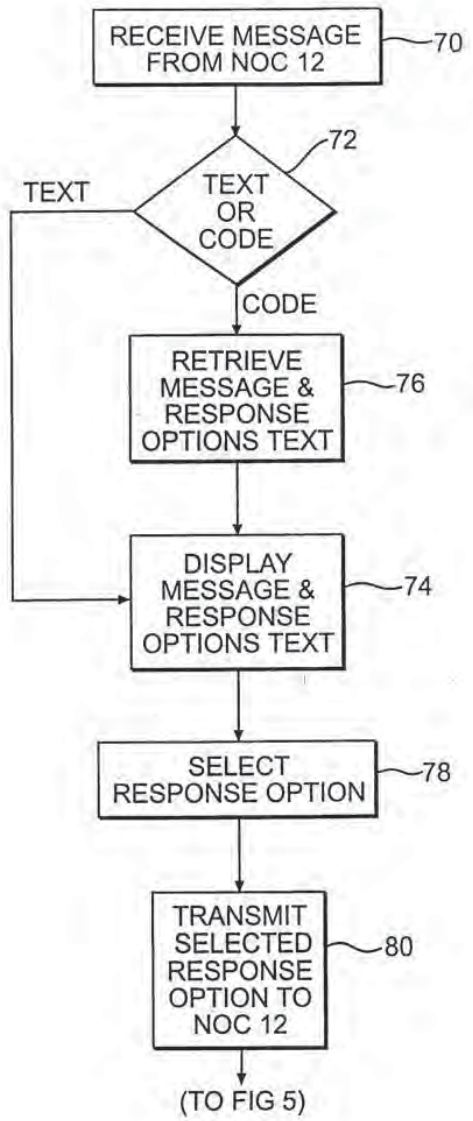 RECEIVE MESSAGE
FROM NOC 12
70
72
TEXT
TEXT
OR
CODE
CODE
RETRIEVE
MESSAGE &
RESPONSE
OPTIONS TEXT
76
DISPLAY
MESSAGE &
RESPONSE
OPTIONS TEXT
74
SELECT
RESPONSE OPTION
78
TRANSMIT
SELECTED
RESPONSE
OPTION TO
NOC 12
80
(TO FIG 5)